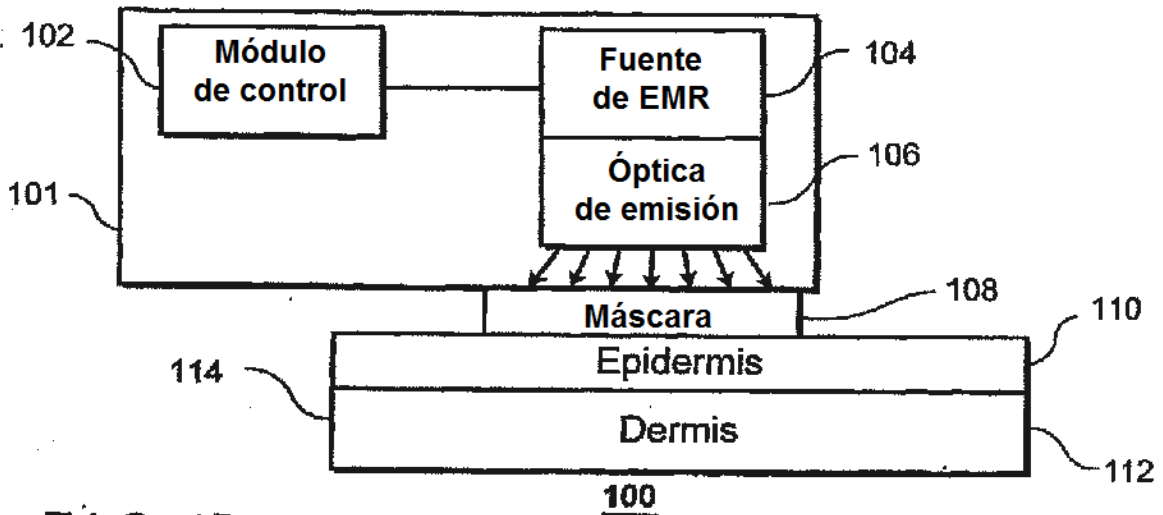 102
Módulo
de control
Fuente
de EMR
104
Óptica
de emisión
106
101
Máscara
108
110
Epidermis
114
Dermis
112
100